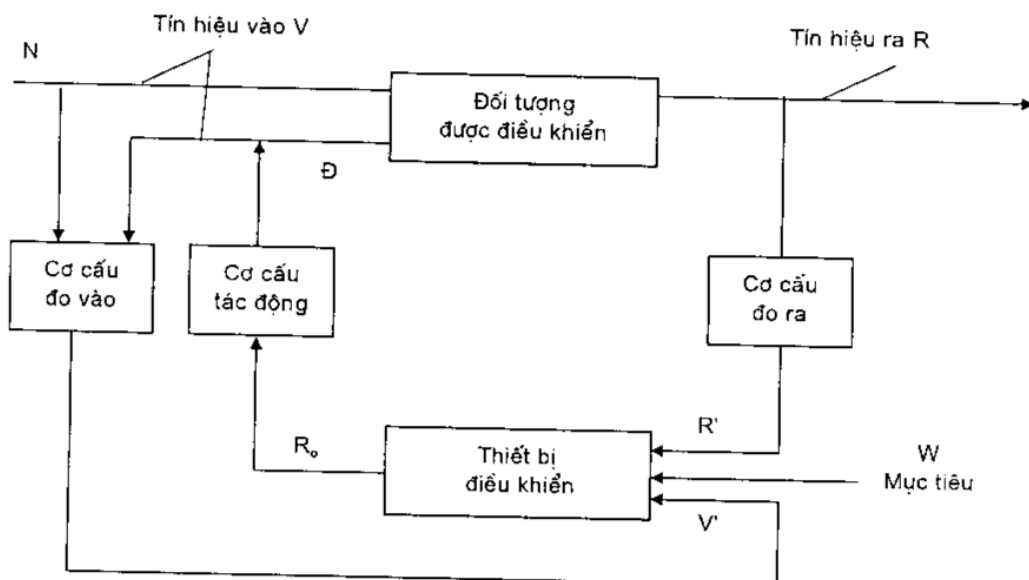 Tín hiệu vào V
N
Tín hiệu ra R
Đối tượng
được điều khiển
Đ
Cơ cấu
đo vào
Cơ cấu
tác động
Cơ cấu
đo ra
R'
R₀
Thiết bị
điều khiển
W
Mục tiêu
V'